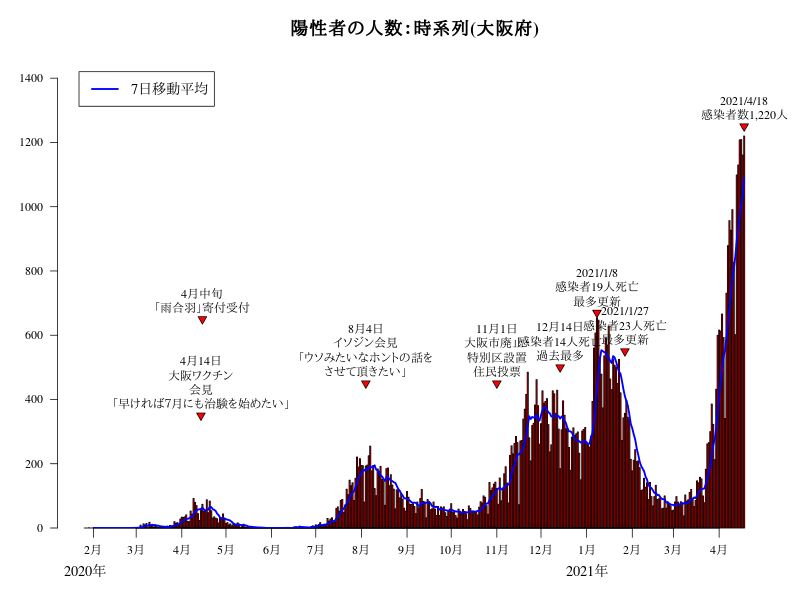 陽性者の人数:時系列(大阪府)
7日移動平均
1400
1200
1000
800
600
400
200
0
2021/4/18
感染者数1,220人
2021/1/8
感染者19人死亡
最多更新
2021/1/27
感染者23人死亡
最多更新
4月中旬
「雨合羽」寄付受付
4月14日
大阪ワクチン
会見
「早ければ7月にも治験を始めたい」
8月4日
イソジン会見
「ウソみたいなホントの話を
させて頂きたい」
11月1日
大阪市廃止
特別区設置
住民投票
12月14日
感染者14人死亡
過去最多
2月
3月
4月
5月
6月
7月
8月
9月
10月
11月
12月
1月
2月
3月
4月
2020年
2021年